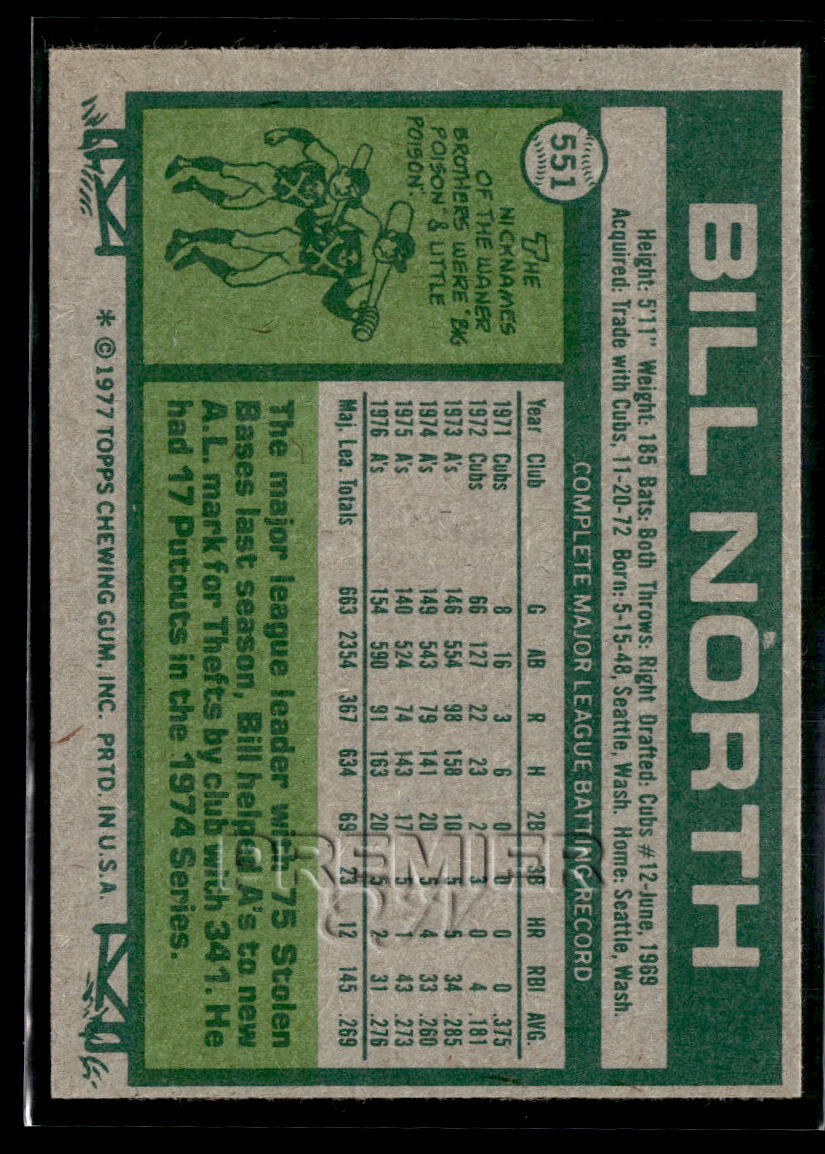 551
BILL NORTH
Height: 5'11" Weight: 185 Bats: Both Throws: Right Drafted: Cubs #12-June, 1969
Acquired: Trade with Cubs, 11-20-72 Born: 5-15-48, Seattle, Wash. Home: Seattle, Wash.
THE
NICKNAMES
OF THE WANER
BROTHERS WERE "BIG
POISON" & LITTLE
POISON".
COMPLETE MAJOR LEAGUE BATTING RECORD
Year Club G AB R H 2B 3B HR RBI AVG.
1971 Cubs 8 16 3 6 0 0 0 0 .375
1972 Cubs 66 127 22 23 2 3 0 4 .181
1973 A's 146 554 98 158 10 5 5 34 .285
1974 A's 149 543 79 141 20 5 4 33 .260
1975 A's 140 524 74 143 17 5 1 43 .273
1976 A's 154 590 91 163 20 5 2 31 .276
Maj. Lea. Totals 663 2354 367 634 69 23 12 145 .269
The major league leader with 75 Stolen
Bases last season, Bill helped A's to new
A.L. mark for Thefts by club with 341. He
had 17 Putouts in the 1974 Series.
* © 1977 TOPPS CHEWING GUM, INC. PRTD. IN U.S.A.
PREMIER